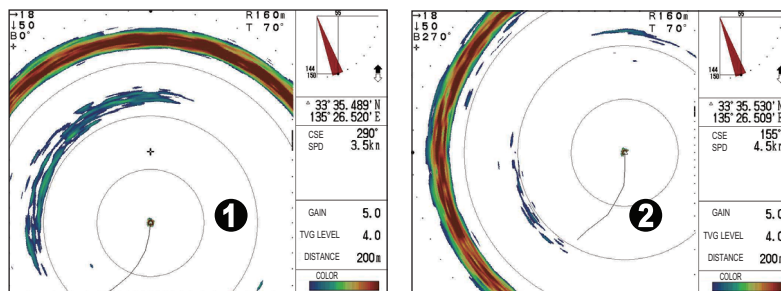 →18
↓50
B0°
R160m
T 70°
55
144
150
33° 35.489' N
135° 26.520' E
CSE 290°
SPD 3.5kn
GAIN 5.0
TVG LEVEL 4.0
DISTANCE 200m
COLOR
1
→18
↓50
B270°
R160m
T 70°
55
144
150
33° 35.530' N
135° 26.509' E
CSE 155°
SPD 4.5kn
GAIN 5.0
TVG LEVEL 4.0
DISTANCE 200m
COLOR
2